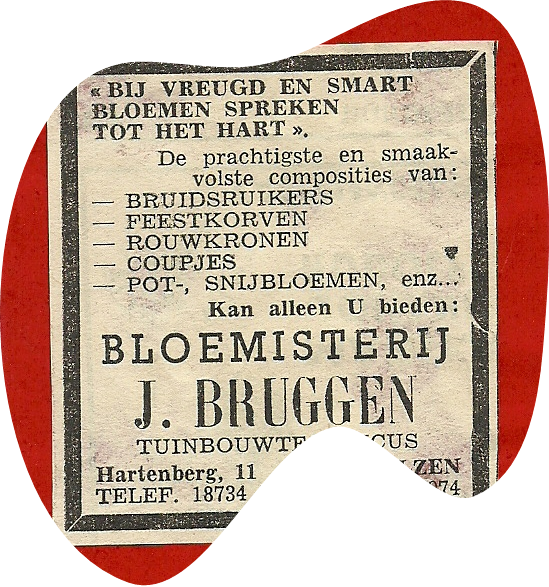 « BIJ VREUGD EN SMART
BLOEMEN SPREKEN
TOT HET HART ».
De prachtigste en smaak-
volste composities van:
— BRUIDSRUIKERS
— FEESTKORVEN
— ROUWKRONEN
— COUPJES
— POT-, SNIJBLOEMEN, enz...
Kan alleen U bieden:
BLOEMISTERIJ
J. BRUGGEN
Hartenberg, 11
TELEF. 18734